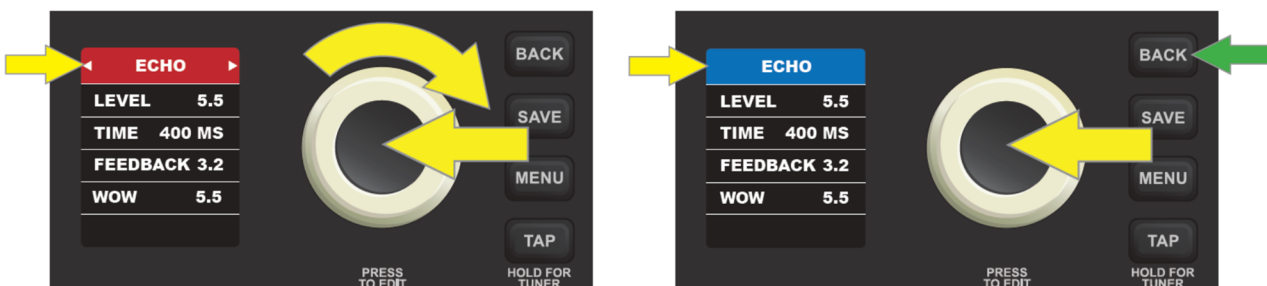 ECHO
LEVEL 5.5
TIME 400 MS
FEEDBACK 3.2
WOW 5.5
BACK
SAVE
MENU
TAP
PRESS
TO EDIT
HOLD FOR
TUNER
ECHO
LEVEL 5.5
TIME 400 MS
FEEDBACK 3.2
WOW 5.5
BACK
SAVE
MENU
TAP
PRESS
TO EDIT
HOLD FOR
TUNER